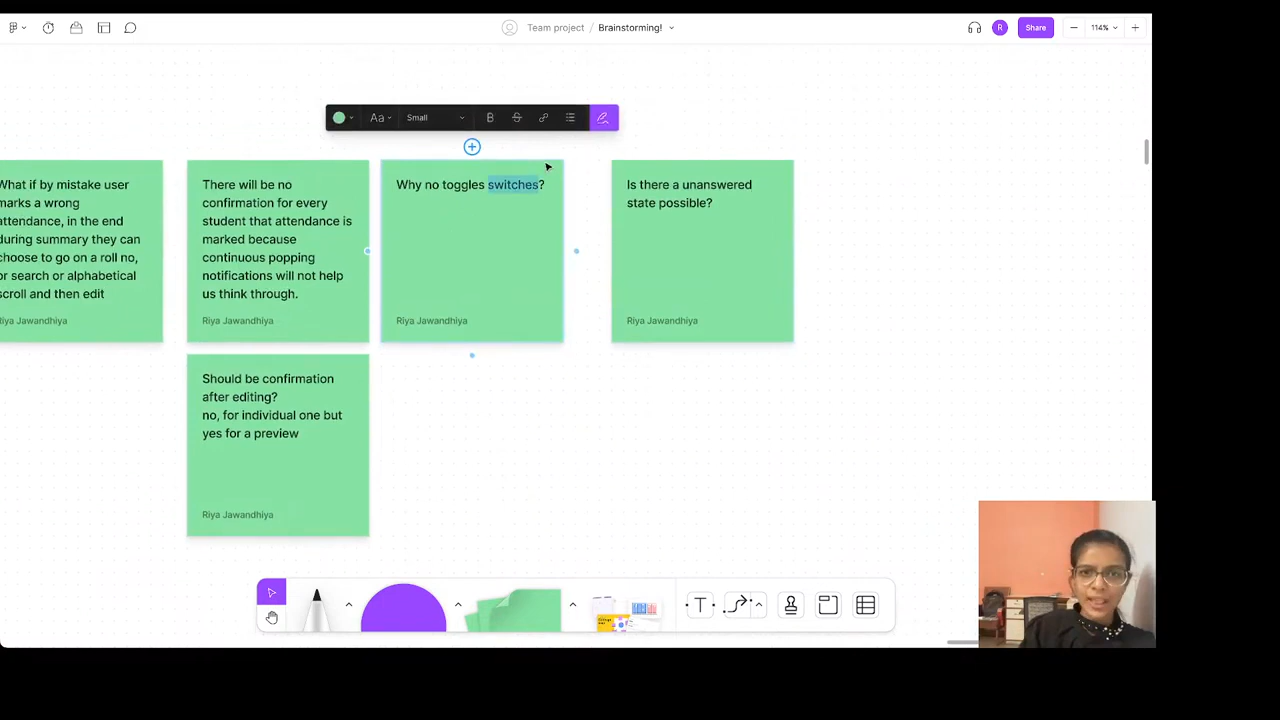 Team project / Brainstorming!
R
Share
114%
Aa
Small
B
S
What if by mistake user
marks a wrong
attendance, in the end
during summary they can
choose to go on a roll no,
or search or alphabetical
scroll and then edit
Riya Jawandhiya
There will be no
confirmation for every
student that attendance is
marked because
continuous popping
notifications will not help
us think through.
Riya Jawandhiya
Why no toggles switches?
Riya Jawandhiya
Is there a unanswered
state possible?
Riya Jawandhiya
Should be confirmation
after editing?
no, for individual one but
yes for a preview
Riya Jawandhiya
T